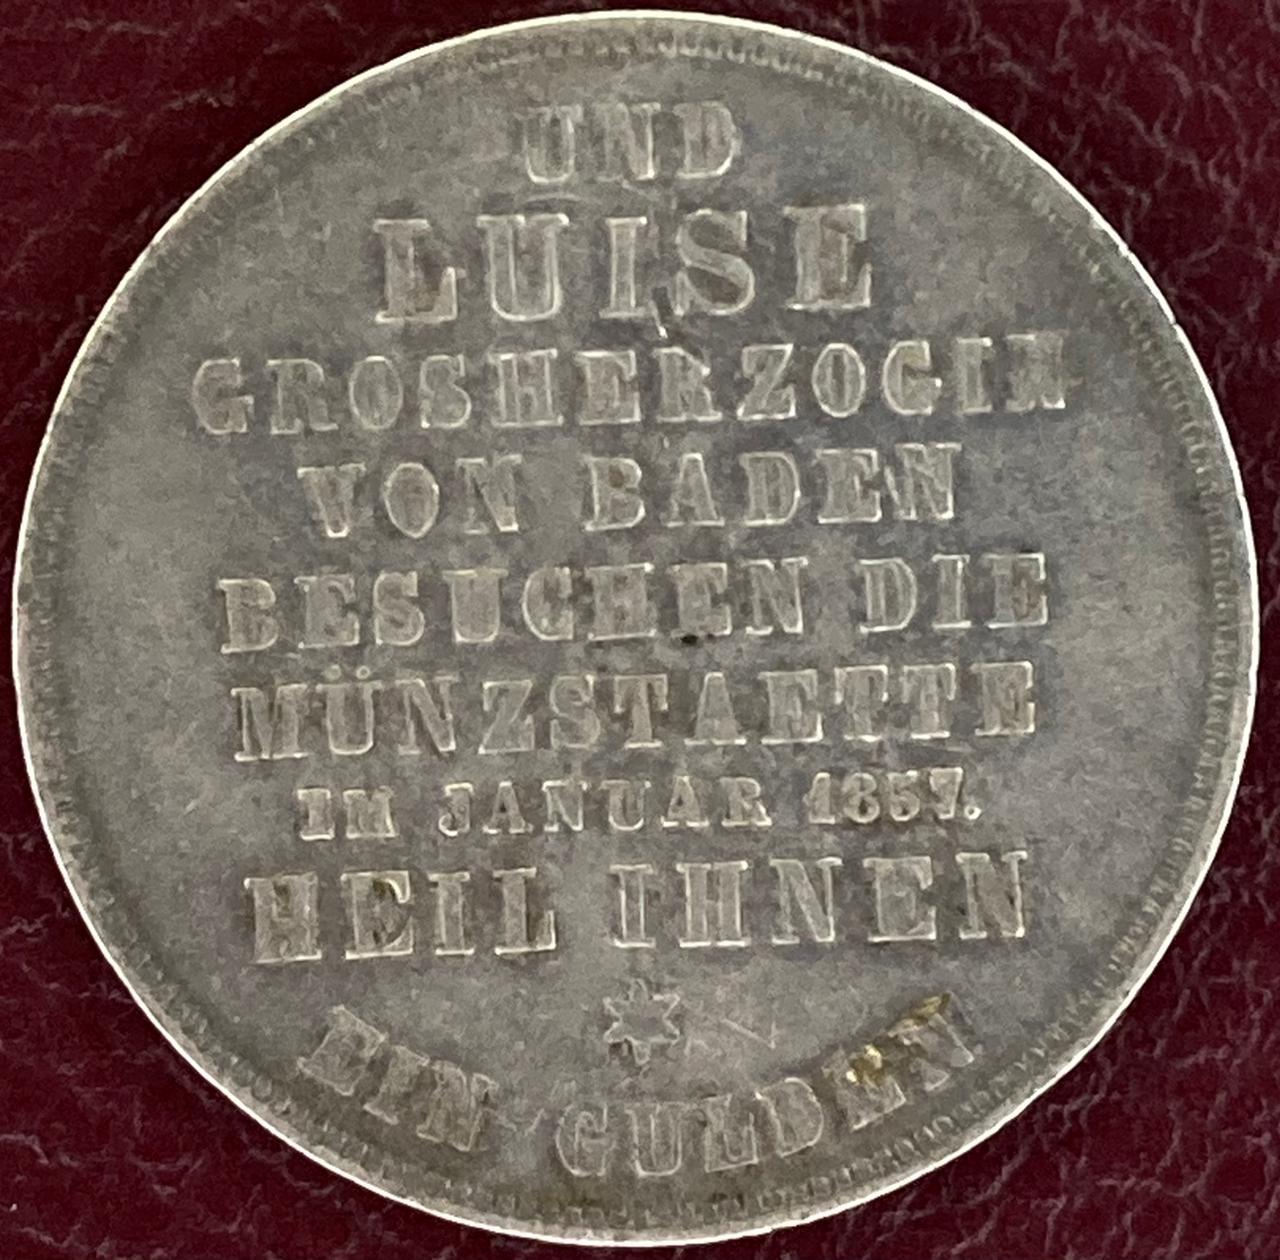 UND
LUISE
GROSHERZOGIN
VON BADEN
BESUCHEN DIE
MÜNZSTAETTE
IM JANUAR 1857.
HEIL IHNEN
EIN GULDEN